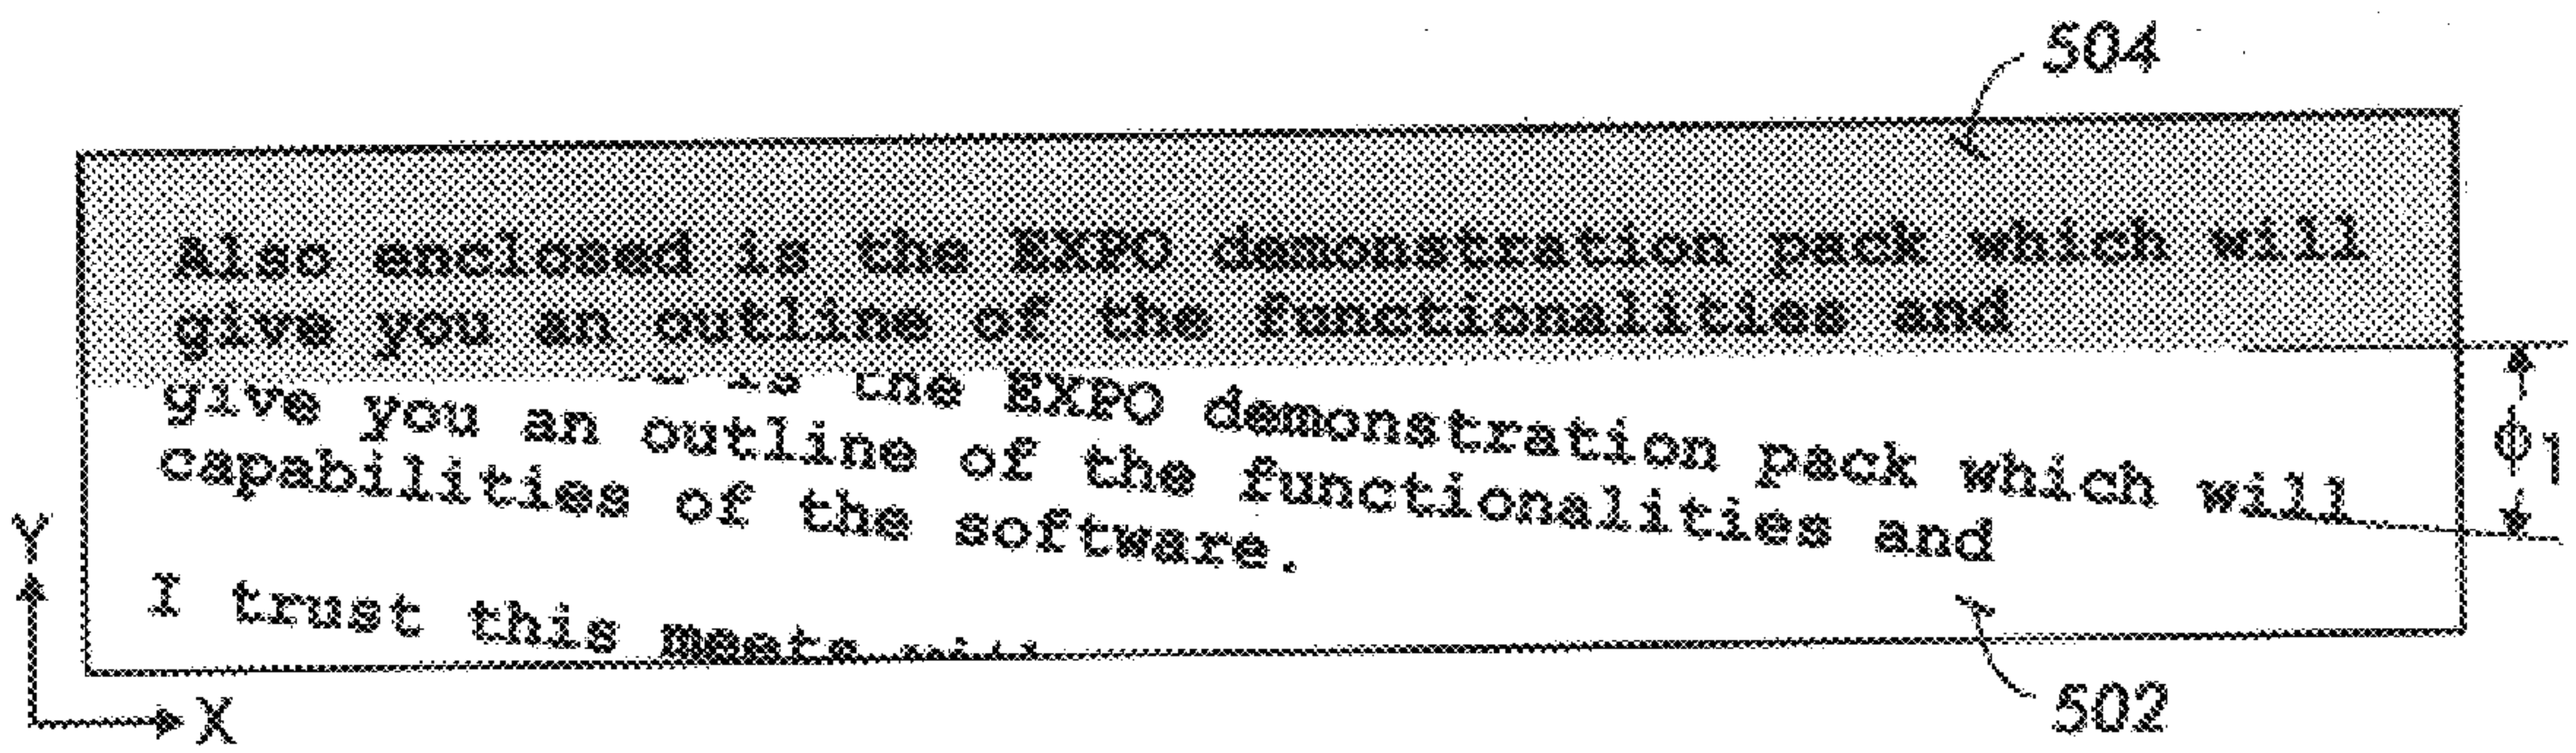 504
Also enclosed is the EXPO demonstration pack which will
give you an outline of the functionalities and
is the EXPO demonstration pack which will
give you an outline of the functionalities and
capabilities of the software.
I trust this meets
ϕ1
Y
X
502